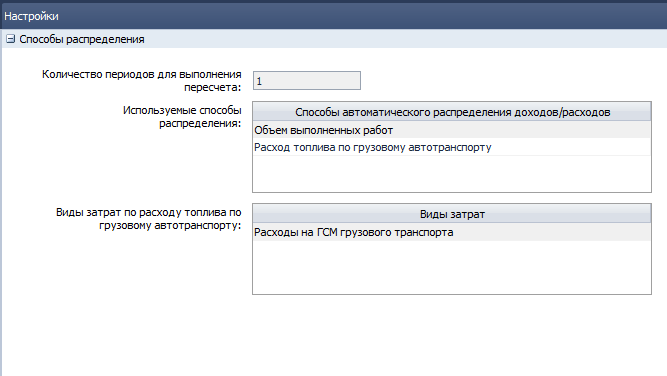 Настройки
Способы распределения
Количество периодов для выполнения
пересчета:
1
Используемые способы
распределения:
Способы автоматического распределения доходов/расходов
Объем выполненных работ
Расход топлива по грузовому автотранспорту
Виды затрат по расходу топлива по
грузовому автотранспорту:
Виды затрат
Расходы на ГСМ грузового транспорта